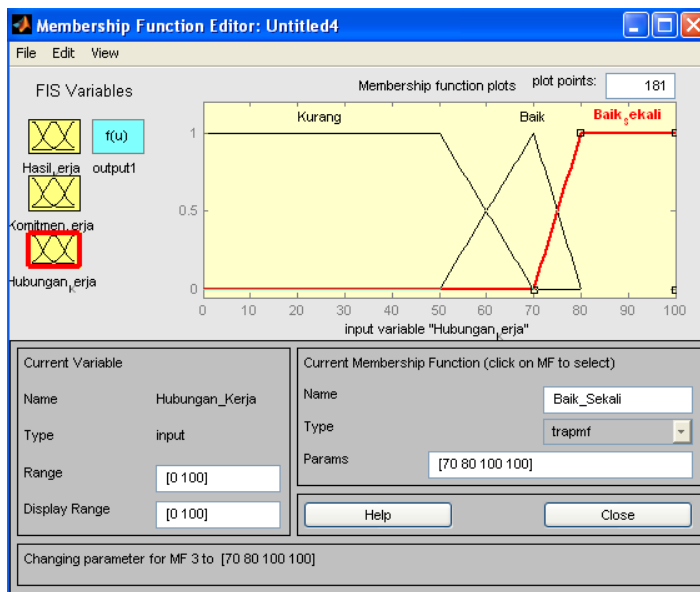 Membership Function Editor: Untitled4
File Edit View
FIS Variables
Membership function plots plot points: 181
f(u)
Hasil_Kerja output1
Komitmen_Kerja
Hubungan_Kerja
Kurang Baik Baik_Sekali
1
0.5
0
0 10 20 30 40 50 60 70 80 90 100
input variable "Hubungan_Kerja"
Current Variable
Name Hubungan_Kerja
Type input
Range [0 100]
Display Range [0 100]
Current Membership Function (click on MF to select)
Name Baik_Sekali
Type trapmf
Params [70 80 100 100]
Help Close
Changing parameter for MF 3 to [70 80 100 100]